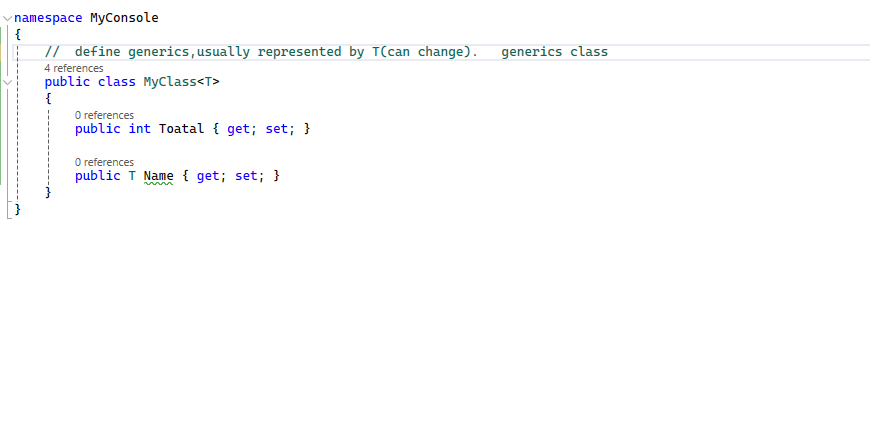 namespace MyConsole
{
//  define generics,usually represented by T(can change).   generics class
4 references
public class MyClass<T>
{
0 references
public int Toatal { get; set; }
0 references
public T Name { get; set; }
}
}